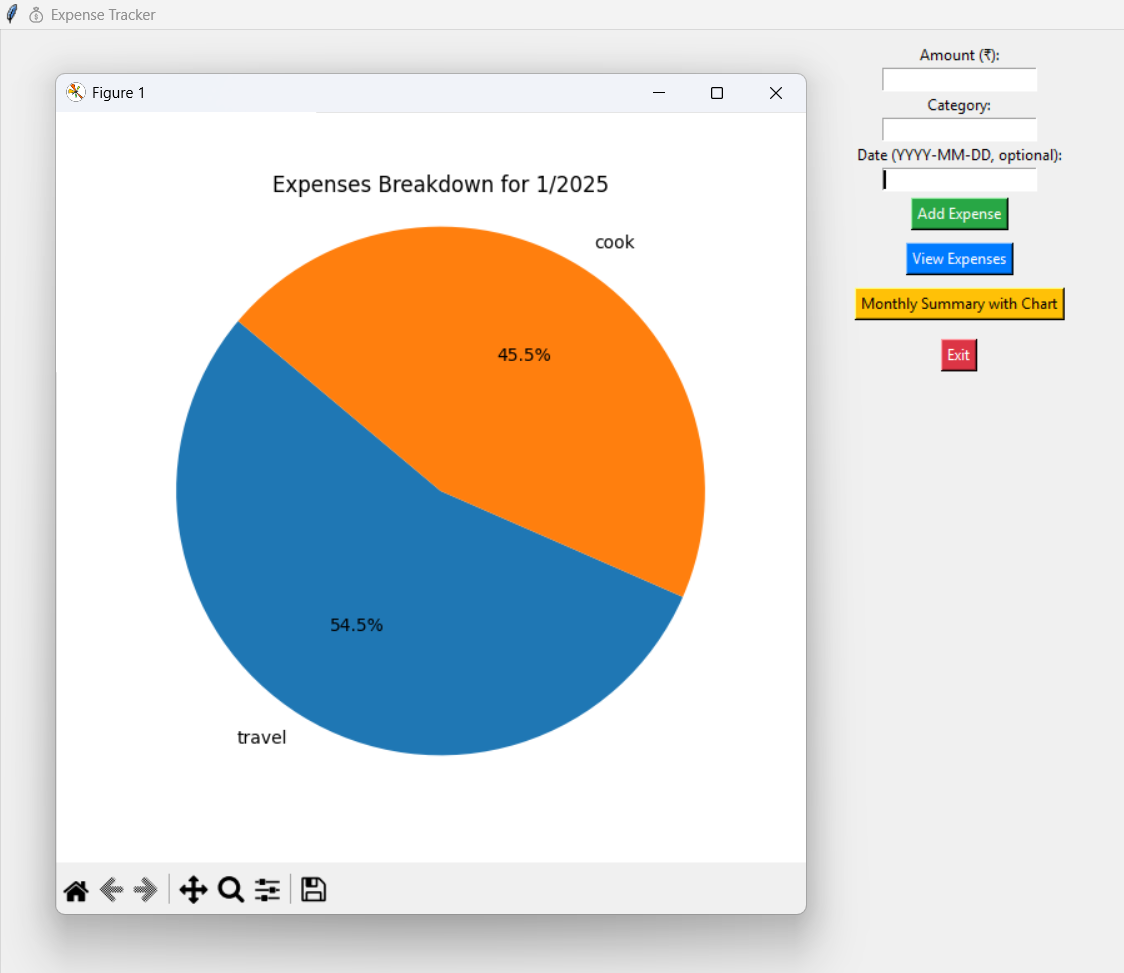 Expense Tracker
Figure 1
Expenses Breakdown for 1/2025
cook
45.5%
54.5%
travel
Amount (₹):
Category:
Date (YYYY-MM-DD, optional):
Add Expense
View Expenses
Monthly Summary with Chart
Exit